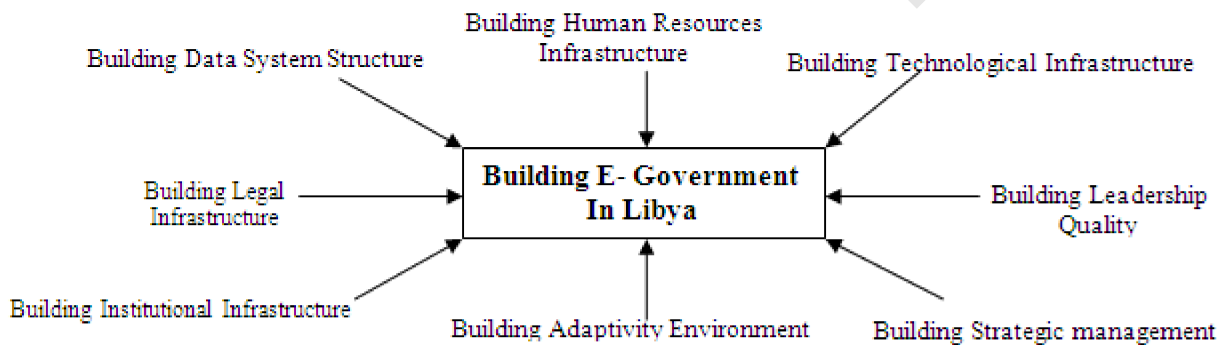 Building Human Resources
Infrastructure
Building Data System Structure
Building Technological Infrastructure
Building E- Government
In Libya
Building Legal
Infrastructure
Building Leadership
Quality
Building Institutional Infrastructure
Building Adaptivity Environment
Building Strategic management